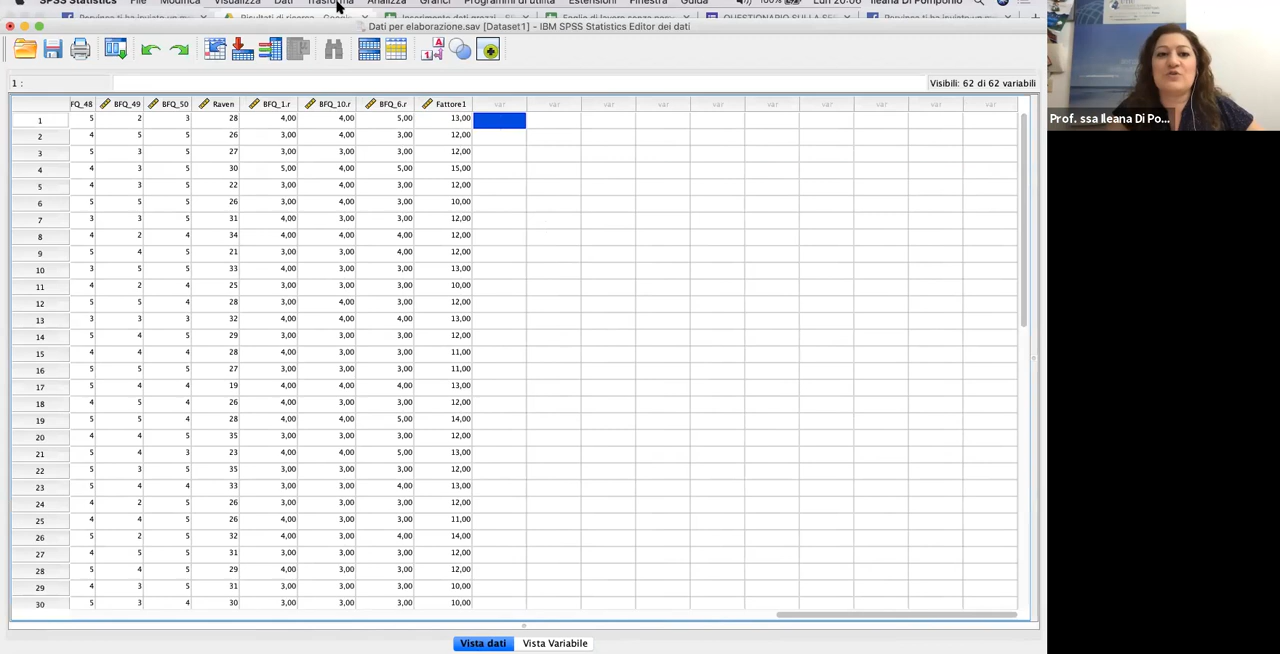 SPSS Statistics File Modifica Visualizza Dati Trasforma Analizza Grafici Programmi di utilità Estensioni Finestra Guida 100% Lun 20:06 Ileana Di Pomponio
Dati per elaborazione.sav [Dataset1] - IBM SPSS Statistics Editor dei dati
1 : Visibili: 62 di 62 variabili
FQ_48 BFQ_49 BFQ_50 Raven BFQ_1.r BFQ_10.r BFQ_6.r Fattore1 var var var var var var var var var var
1 5 2 3 28 4,00 4,00 5,00 13,00
2 4 5 5 26 3,00 4,00 3,00 12,00
3 5 3 5 27 3,00 3,00 3,00 12,00
4 4 3 5 30 5,00 4,00 5,00 15,00
5 4 3 5 22 3,00 4,00 3,00 12,00
6 5 5 5 26 3,00 3,00 3,00 10,00
7 3 3 5 31 4,00 3,00 3,00 12,00
8 4 2 4 34 4,00 4,00 4,00 12,00
9 5 4 5 21 3,00 3,00 4,00 12,00
10 3 5 5 33 4,00 3,00 3,00 13,00
11 4 2 4 25 3,00 3,00 3,00 10,00
12 5 5 5 28 3,00 4,00 3,00 12,00
13 3 3 3 32 4,00 4,00 4,00 13,00
14 5 4 5 29 3,00 3,00 3,00 12,00
15 4 4 4 28 4,00 3,00 3,00 11,00
16 5 5 5 27 3,00 3,00 3,00 11,00
17 5 4 4 19 4,00 4,00 4,00 13,00
18 4 5 4 26 3,00 4,00 3,00 12,00
19 5 5 4 28 4,00 4,00 5,00 14,00
20 4 4 5 35 3,00 3,00 3,00 12,00
21 5 4 3 23 4,00 4,00 5,00 13,00
22 5 3 5 35 3,00 3,00 3,00 12,00
23 5 4 4 33 3,00 3,00 4,00 13,00
24 4 2 5 26 3,00 3,00 3,00 12,00
25 4 4 5 26 4,00 3,00 3,00 11,00
26 5 2 5 32 4,00 3,00 4,00 14,00
27 4 5 5 31 3,00 3,00 3,00 12,00
28 5 4 5 29 4,00 3,00 3,00 12,00
29 4 3 5 31 3,00 3,00 3,00 10,00
30 5 3 4 30 3,00 3,00 3,00 10,00
Vista dati Vista Variabile
Prof. ssa Ileana Di Po...